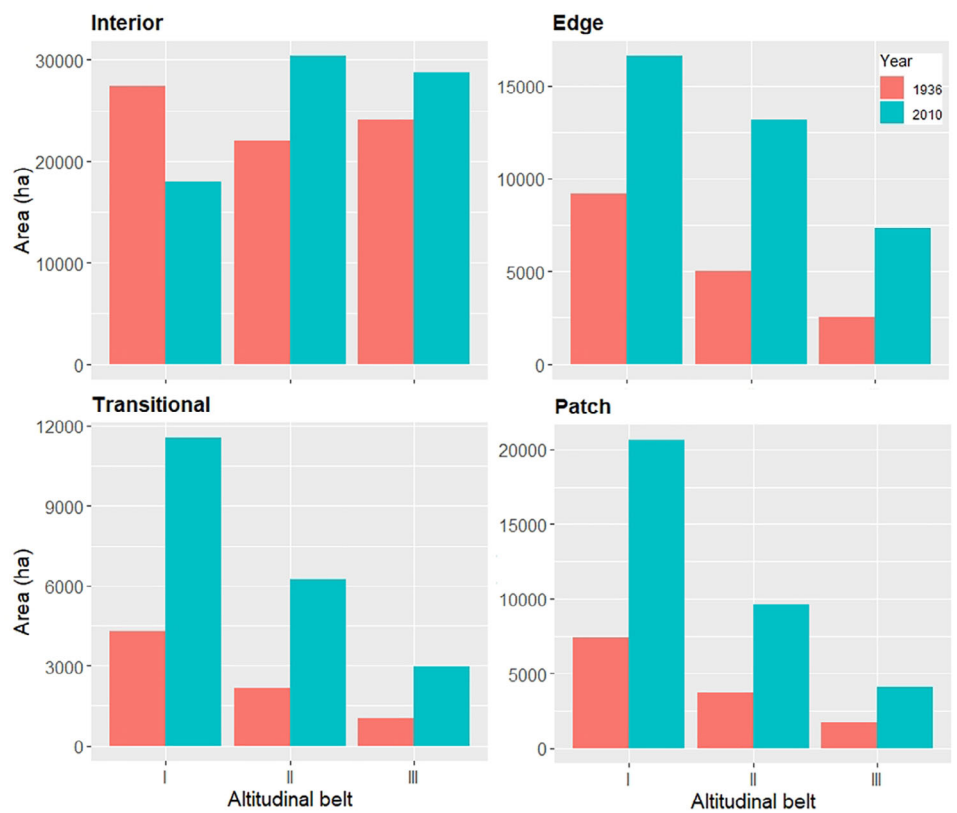 Interior
Area (ha)
30000
20000
10000
0
Edge
15000
10000
5000
0
Year
1936
2010
Transitional
Area (ha)
12000
9000
6000
3000
0
I
II
III
Altitudinal belt
Patch
20000
15000
10000
5000
0
I
II
III
Altitudinal belt